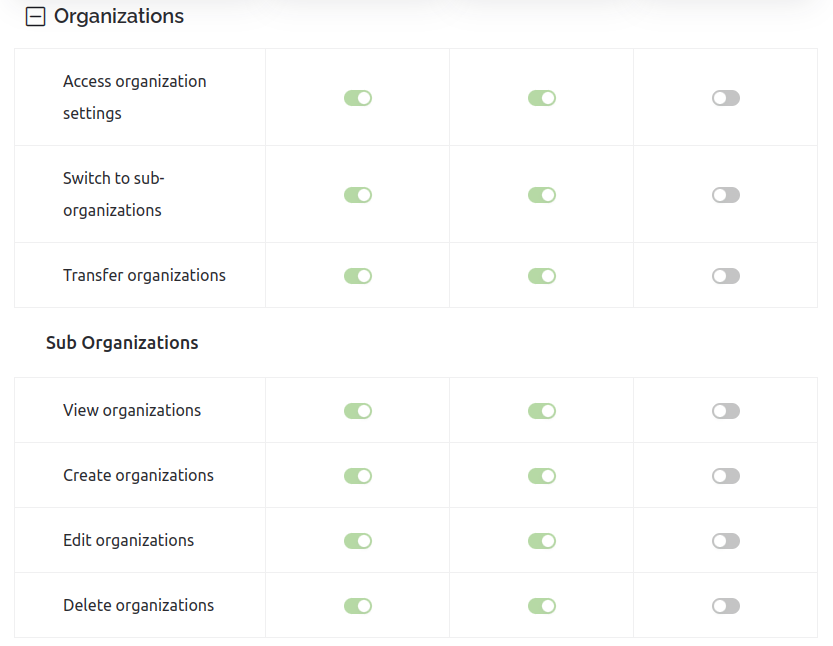 Organizations
Access organization
settings
Switch to sub-
organizations
Transfer organizations
Sub Organizations
View organizations
Create organizations
Edit organizations
Delete organizations